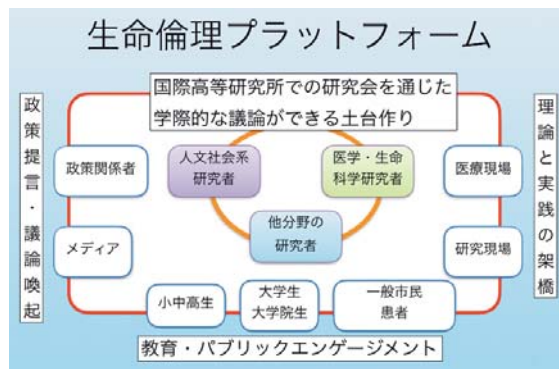 生命倫理プラットフォーム
国際高等研究所での研究会を通じた
学際的な議論ができる土台作り
政策提言・議論喚起
理論と実践の架橋
政策関係者
人文社会系
研究者
医学・生命
科学研究者
医療現場
メディア
他分野の
研究者
研究現場
小中高生
大学生
大学院生
一般市民
患者
教育・パブリックエンゲージメント